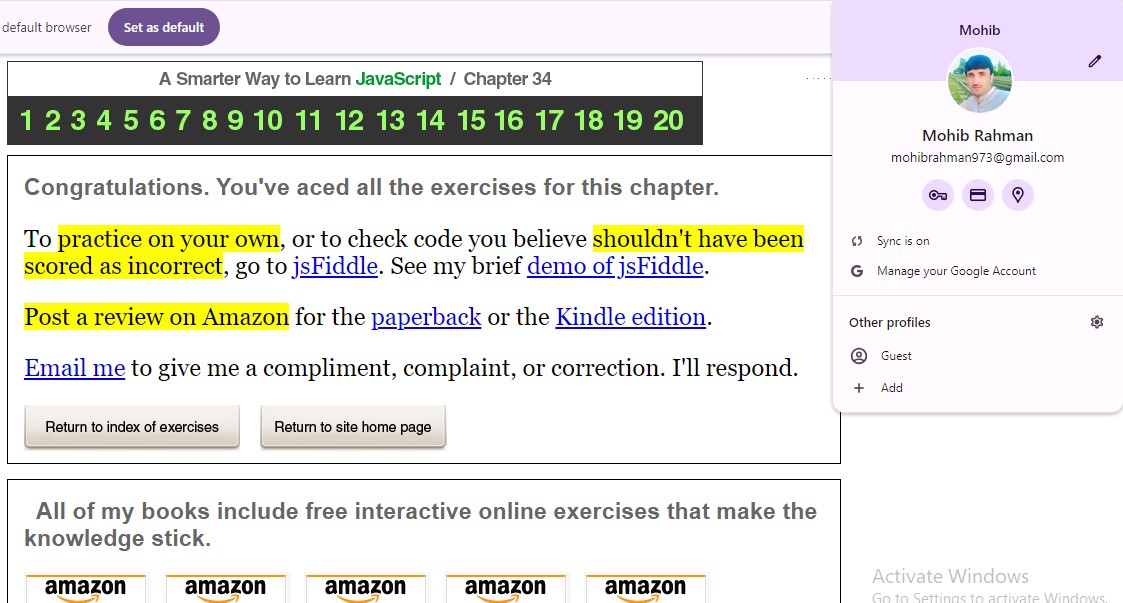 default browser
Set as default
A Smarter Way to Learn JavaScript / Chapter 34
1 2 3 4 5 6 7 8 9 10 11 12 13 14 15 16 17 18 19 20
Congratulations. You've aced all the exercises for this chapter.
To practice on your own, or to check code you believe shouldn't have been
scored as incorrect, go to jsFiddle. See my brief demo of jsFiddle.
Post a review on Amazon for the paperback or the Kindle edition.
Email me to give me a compliment, complaint, or correction. I'll respond.
Return to index of exercises
Return to site home page
All of my books include free interactive online exercises that make the
knowledge stick.
amazon amazon amazon amazon amazon
Mohib
Mohib Rahman
mohibrahman973@gmail.com
Sync is on
Manage your Google Account
Other profiles
Guest
Add
Activate Windows
Go to Settings to activate Windows.